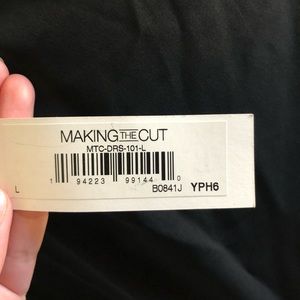 MAKING THE CUT
MTC-DRS-101-L
L
1 94223 99144 0
B0841J YPH6